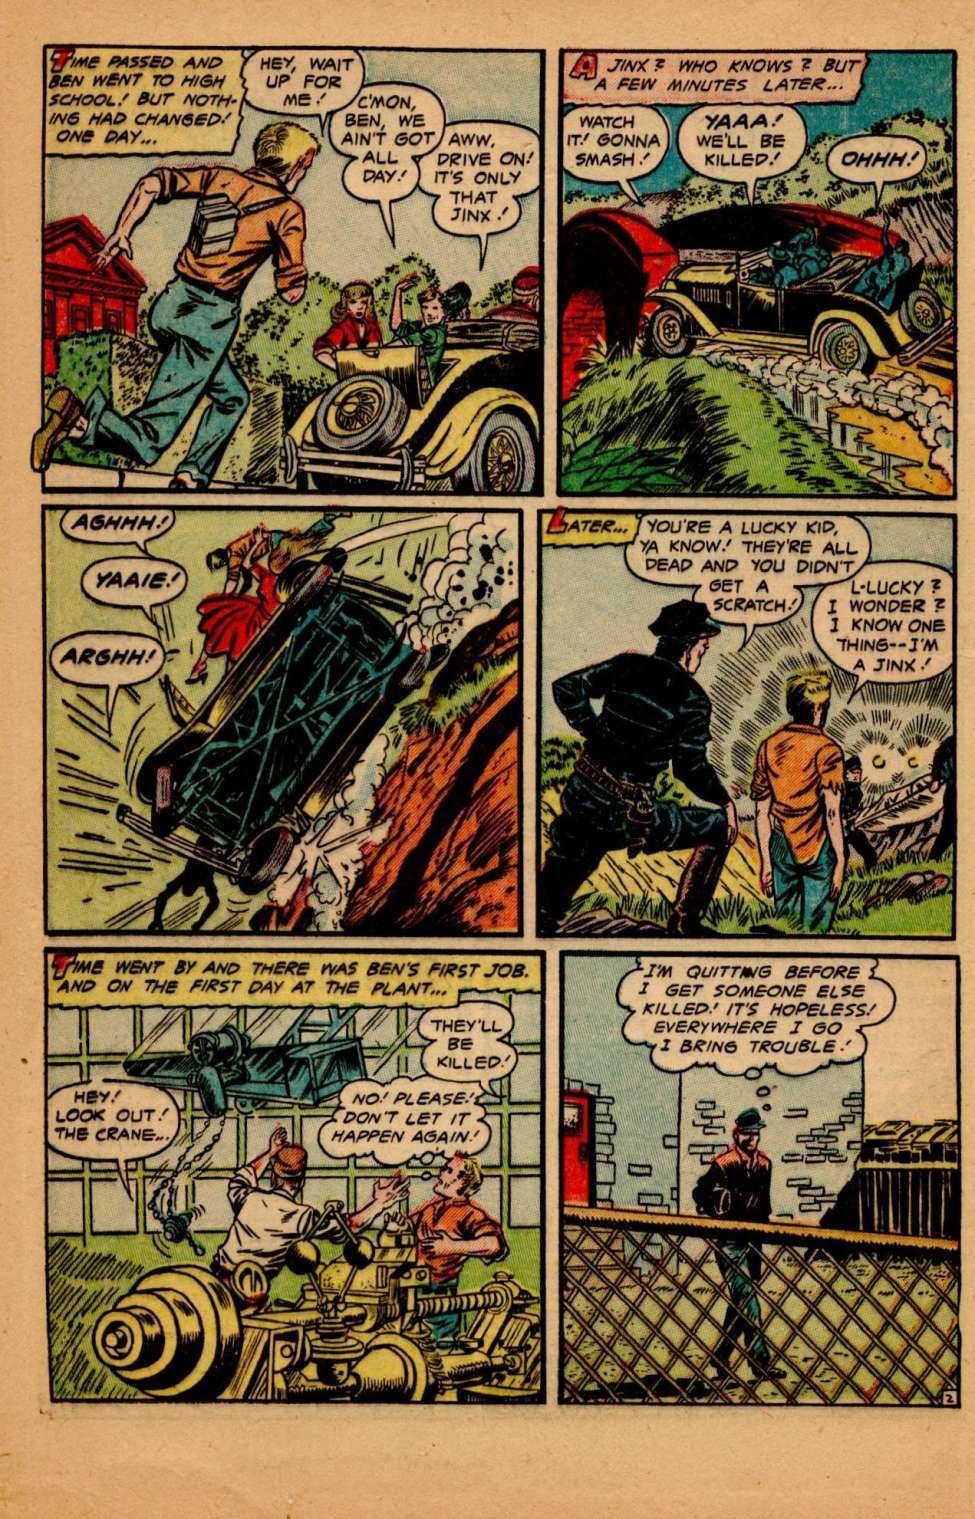 TIME PASSED AND
BEN WENT TO HIGH
SCHOOL! BUT NOTH-
ING HAD CHANGED!
ONE DAY...
HEY, WAIT
UP FOR
ME!
C'MON,
BEN, WE
AIN'T GOT
ALL
DAY!
AWW,
DRIVE ON!
IT'S ONLY
THAT
JINX!
A JINX? WHO KNOWS? BUT
A FEW MINUTES LATER...
WATCH
IT! GONNA
SMASH!
YAAA!
WE'LL BE
KILLED!
OHHH!
AGHHH!
YAAIE!
ARGHH!
LATER...
YOU'RE A LUCKY KID,
YA KNOW! THEY'RE ALL
DEAD AND YOU DIDN'T
GET A
SCRATCH!
L-LUCKY?
I WONDER?
I KNOW ONE
THING--I'M
A JINX!
TIME WENT BY AND THERE WAS BEN'S FIRST JOB.
AND ON THE FIRST DAY AT THE PLANT...
HEY!
LOOK OUT!
THE CRANE...
THEY'LL
BE
KILLED!
NO! PLEASE!
DON'T LET IT
HAPPEN AGAIN!
I'M QUITTING BEFORE
I GET SOMEONE ELSE
KILLED! IT'S HOPELESS!
EVERYWHERE I GO
I BRING TROUBLE!
2